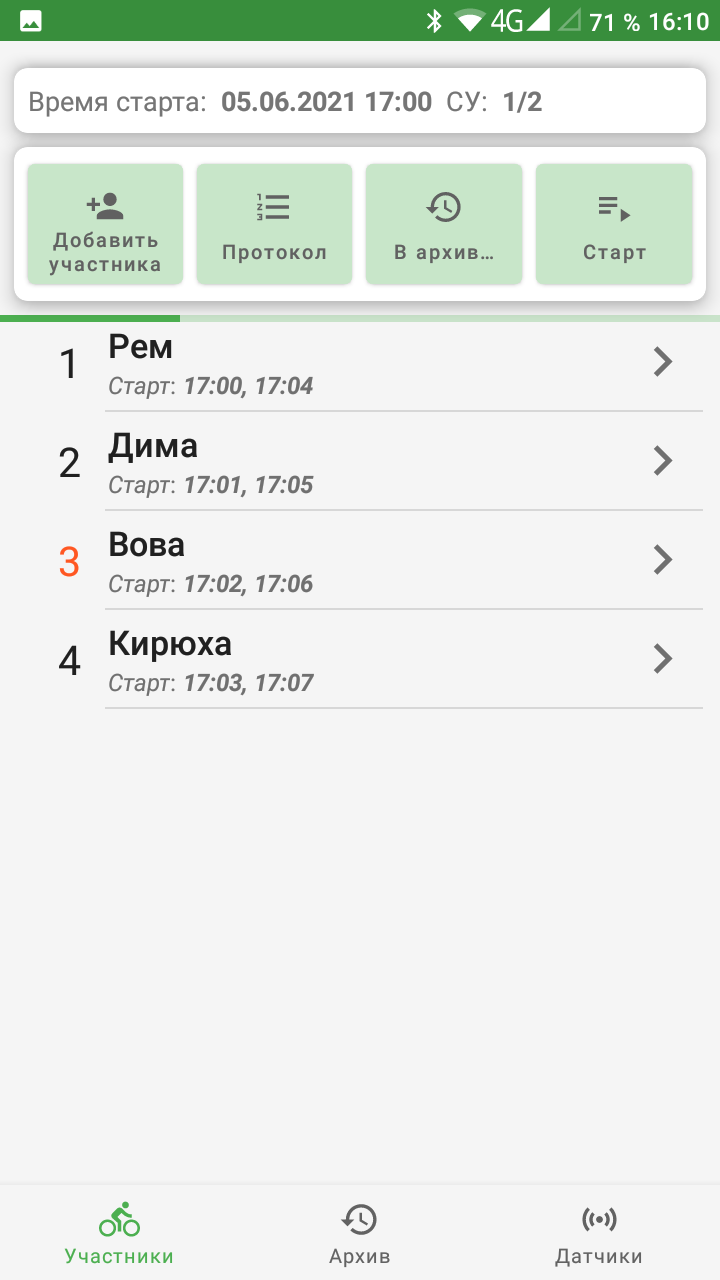 4G 71 % 16:10
Время старта: 05.06.2021 17:00 СУ: 1/2
Добавить участника
Протокол
В архив...
Старт
1 Рем
Старт: 17:00, 17:04
2 Дима
Старт: 17:01, 17:05
3 Вова
Старт: 17:02, 17:06
4 Кирюха
Старт: 17:03, 17:07
Участники Архив Датчики